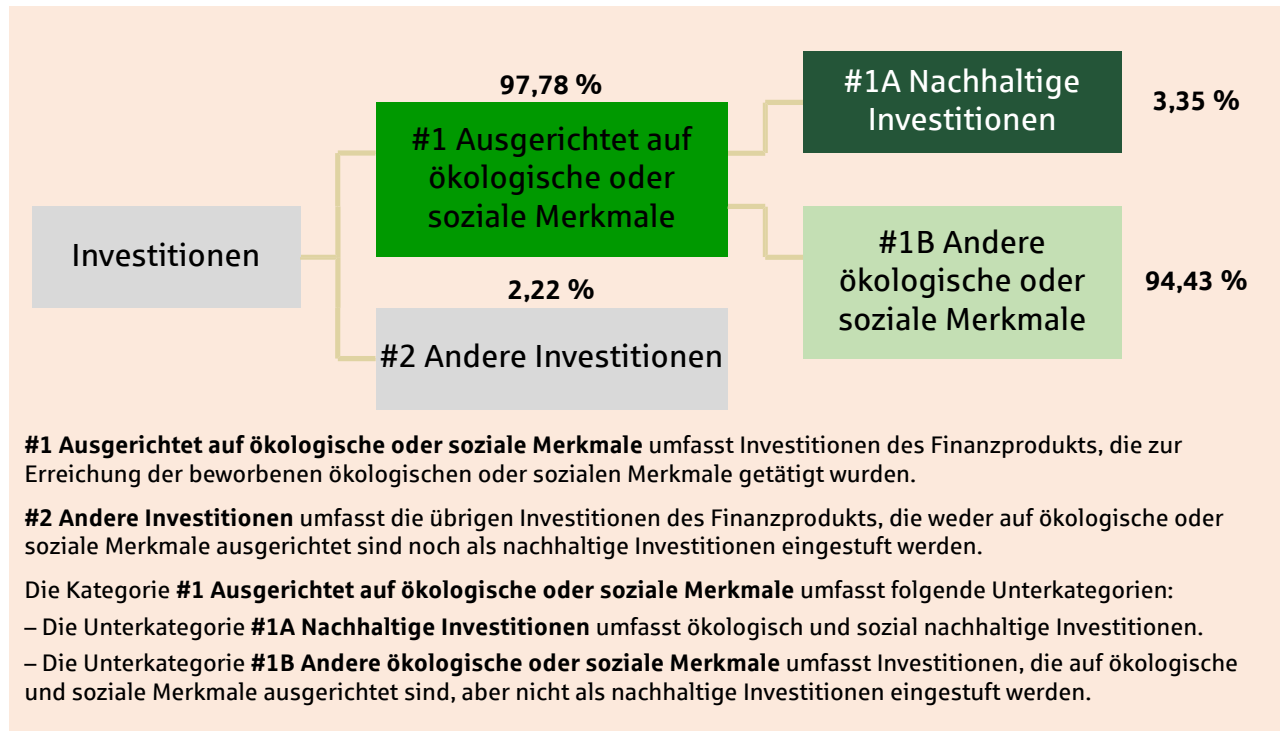 97,78 %
#1 Ausgerichtet auf
ökologische oder
soziale Merkmale
#1A Nachhaltige
Investitionen
3,35 %
Investitionen
#1B Andere
ökologische oder
soziale Merkmale
94,43 %
2,22 %
#2 Andere Investitionen
#1 Ausgerichtet auf ökologische oder soziale Merkmale umfasst Investitionen des Finanzprodukts, die zur
Erreichung der beworbenen ökologischen oder sozialen Merkmale getätigt wurden.
#2 Andere Investitionen umfasst die übrigen Investitionen des Finanzprodukts, die weder auf ökologische oder
soziale Merkmale ausgerichtet sind noch als nachhaltige Investitionen eingestuft werden.
Die Kategorie #1 Ausgerichtet auf ökologische oder soziale Merkmale umfasst folgende Unterkategorien:
– Die Unterkategorie #1A Nachhaltige Investitionen umfasst ökologisch und sozial nachhaltige Investitionen.
– Die Unterkategorie #1B Andere ökologische oder soziale Merkmale umfasst Investitionen, die auf ökologische
und soziale Merkmale ausgerichtet sind, aber nicht als nachhaltige Investitionen eingestuft werden.